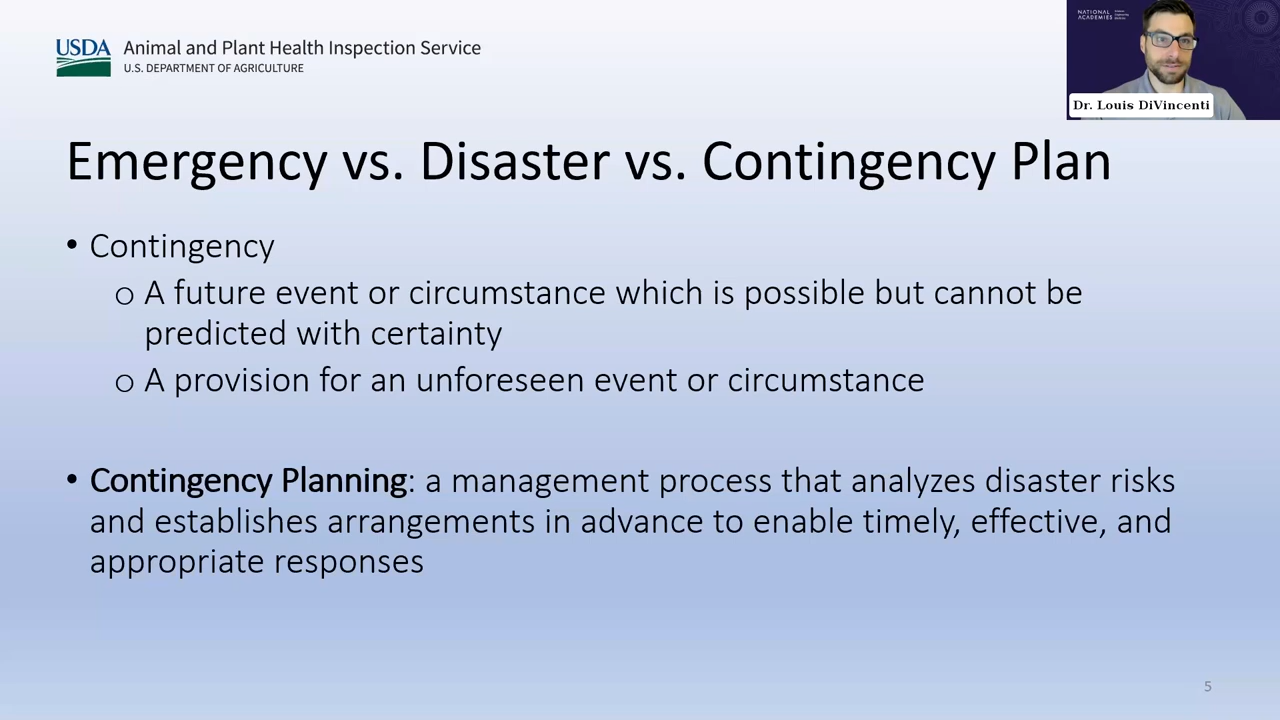 USDA Animal and Plant Health Inspection Service
U.S. DEPARTMENT OF AGRICULTURE
NATIONAL ACADEMIES
Dr. Louis DiVincenti
Emergency vs. Disaster vs. Contingency Plan
• Contingency
o A future event or circumstance which is possible but cannot be
predicted with certainty
o A provision for an unforeseen event or circumstance
• Contingency Planning: a management process that analyzes disaster risks
and establishes arrangements in advance to enable timely, effective, and
appropriate responses
5